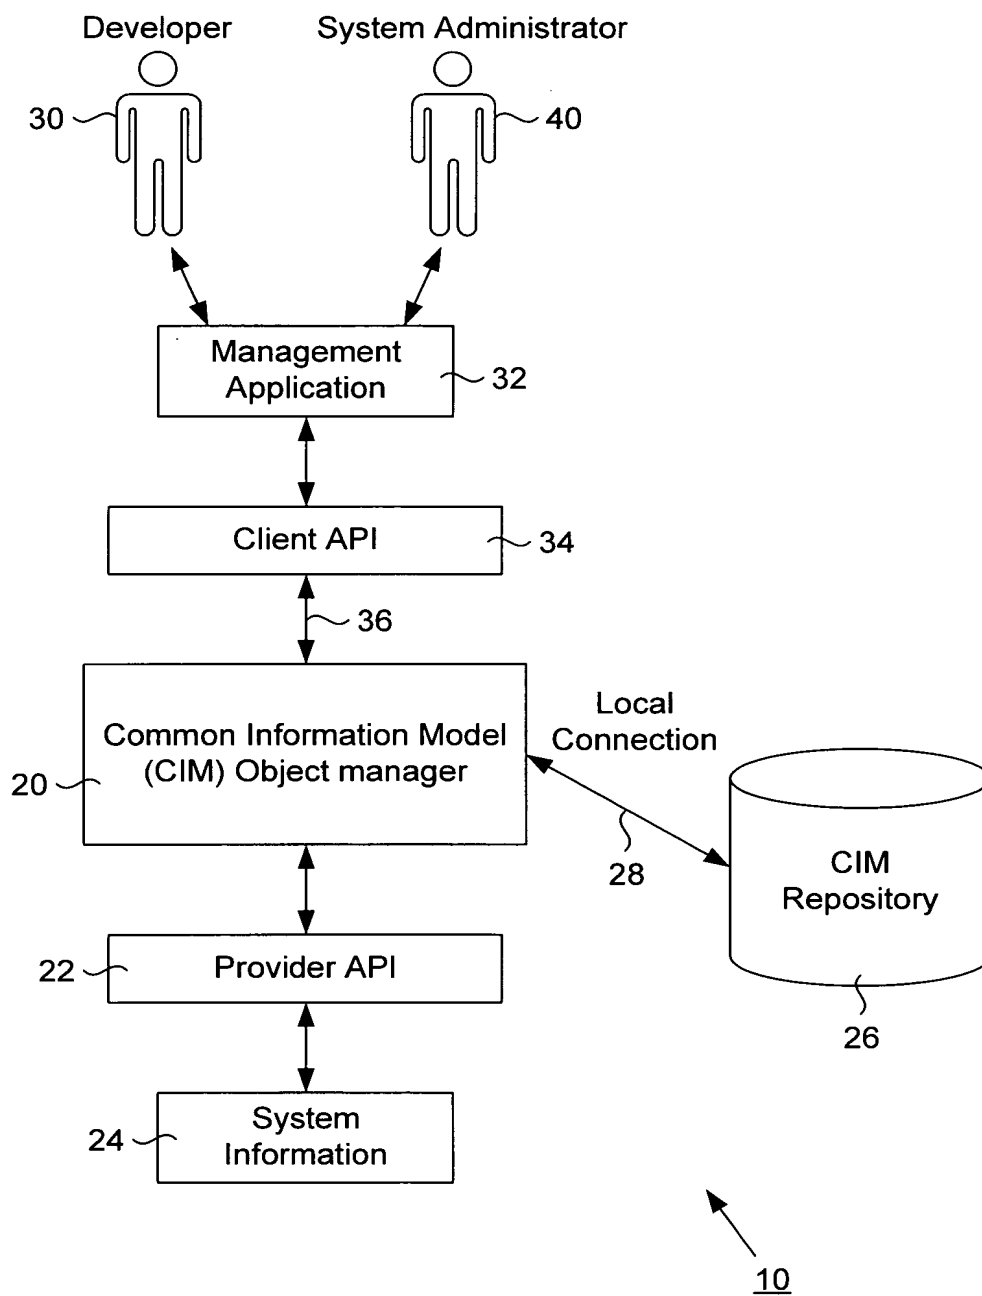 Developer
System Administrator
30
40
Management
Application
32
Client API
34
36
Common Information Model
(CIM) Object manager
20
Local
Connection
28
CIM
Repository
26
Provider API
22
System
Information
24
10